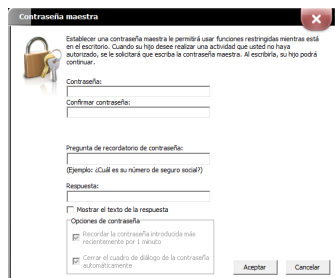 Contraseña maestra
Establecer una contraseña maestra le permitirá usar funciones restringidas mientras está
en el escritorio. Cuando su hijo desee realizar una actividad que usted no haya
autorizado, se le solicitará que escriba la contraseña maestra. Al escribirla, su hijo podrá
continuar.
Contraseña:
Confirmar contraseña:
Pregunta de recordatorio de contraseña:
(Ejemplo: ¿Cuál es su número de seguro social?)
Respuesta:
Mostrar el texto de la respuesta
Opciones de contraseña
Recordar la contraseña introducida más
recientemente por 1 minuto
Cerrar el cuadro de diálogo de la contraseña
automáticamente
Aceptar
Cancelar